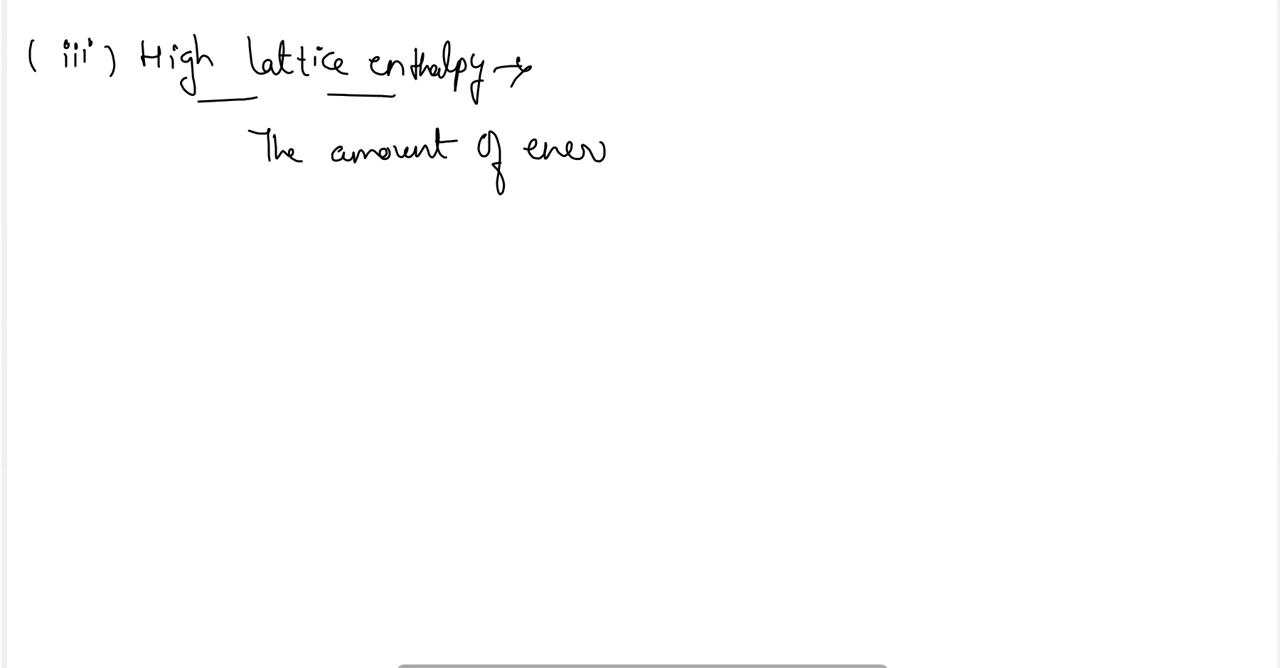 (iii) High lattice enthalpy →
The amount of ener